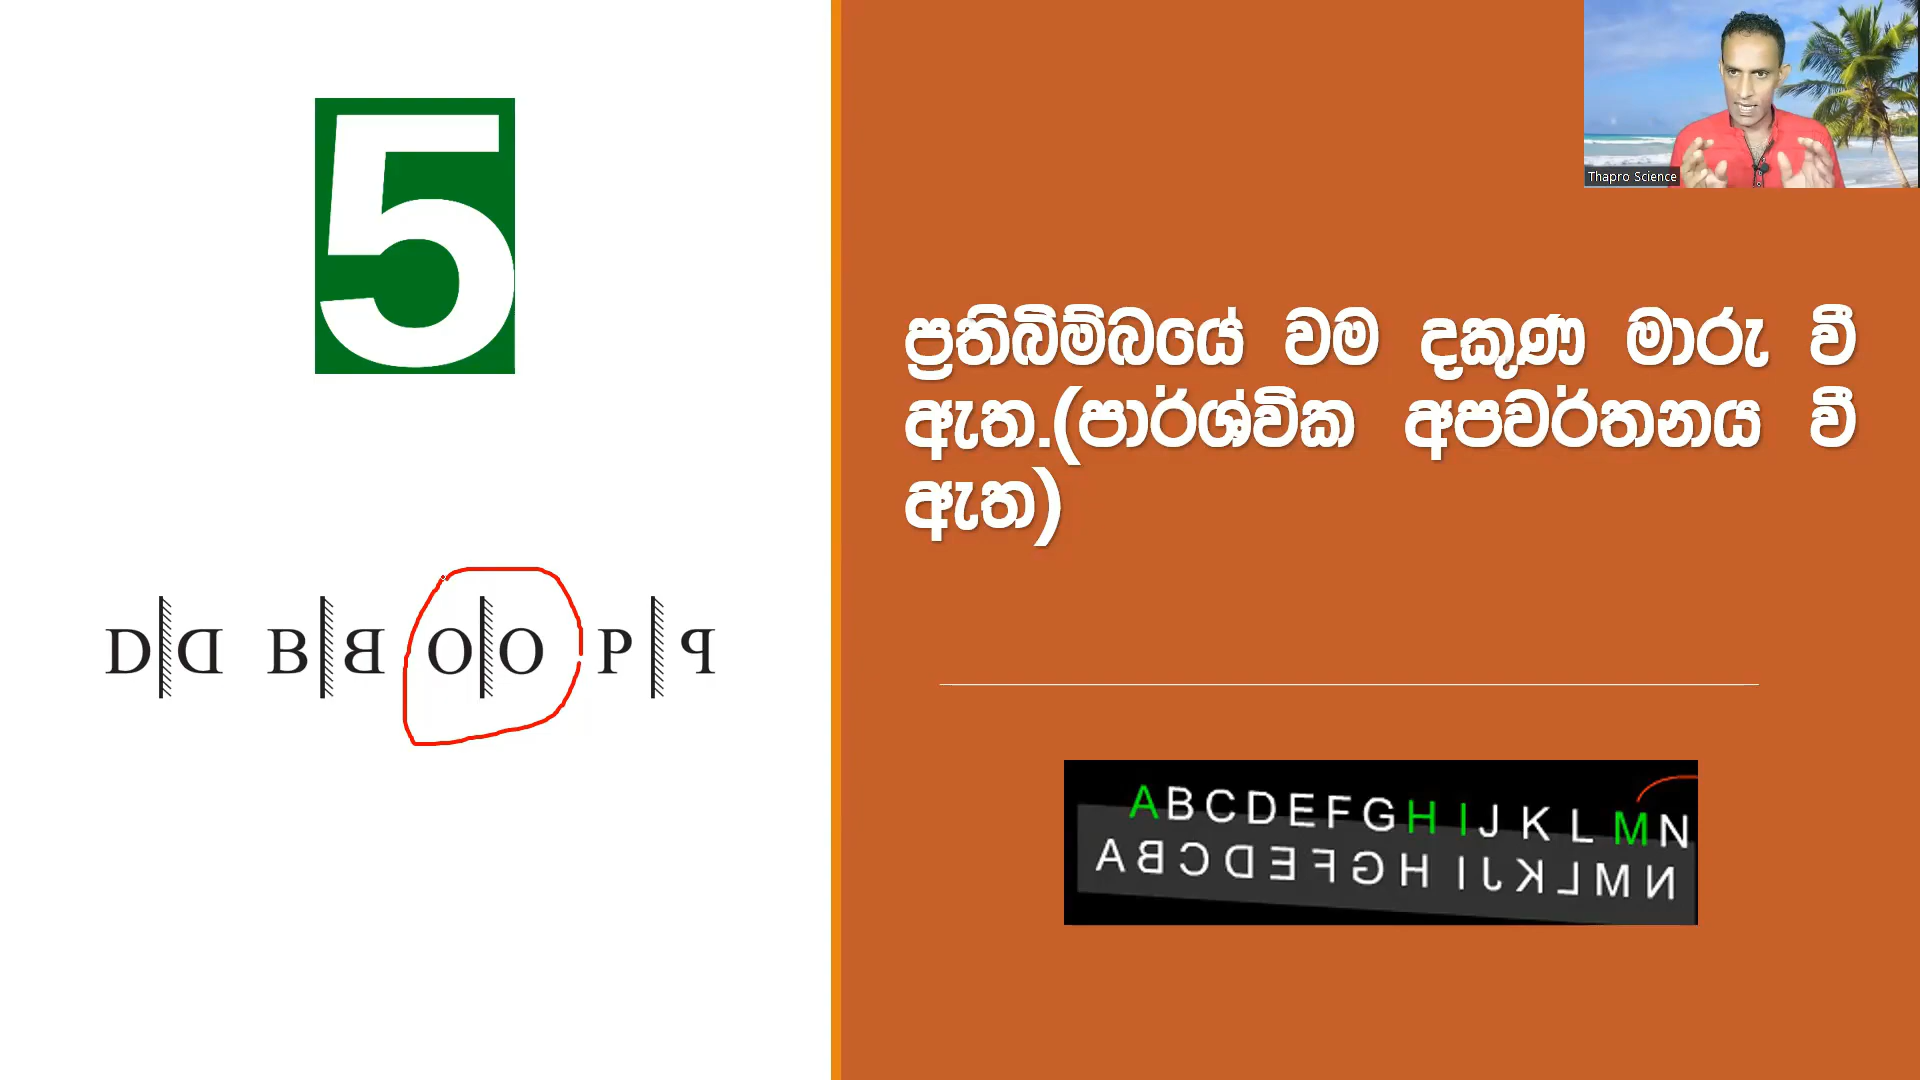 5
D D B B O O P P
Thapro Science
ප්‍රතිබිම්බයේ වම දකුණ මාරු වී
ඇත.(පාර්ශ්වික අපවර්තනය වී
ඇත)
ABCDEFGHIJKLMN
ABCDEFGHIJKLMN